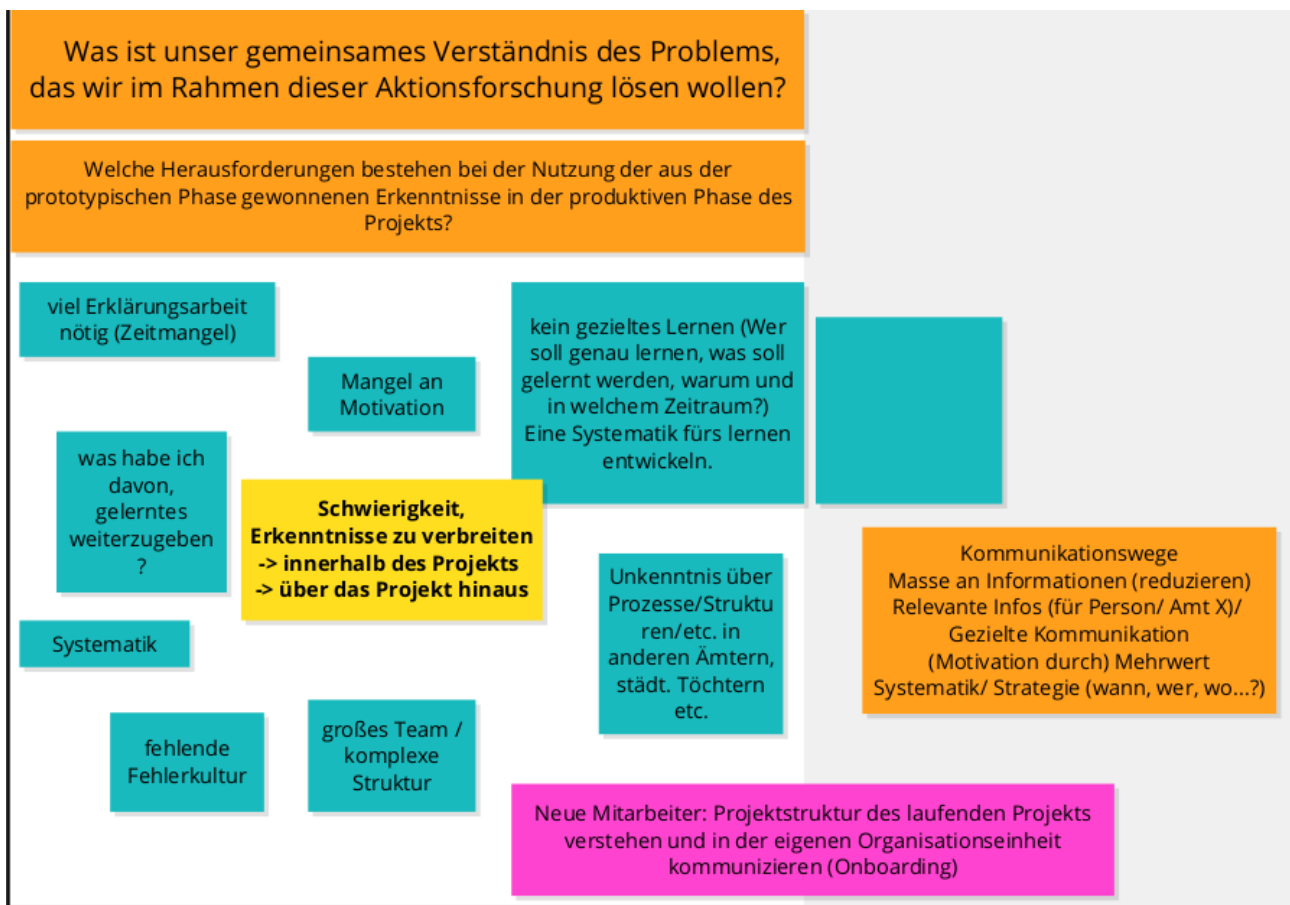 Was ist unser gemeinsames Verständnis des Problems,
das wir im Rahmen dieser Aktionsforschung lösen wollen?
Welche Herausforderungen bestehen bei der Nutzung der aus der
prototypischen Phase gewonnenen Erkenntnisse in der produktiven Phase des
Projekts?
viel Erklärungsarbeit
nötig (Zeitmangel)
Mangel an
Motivation
kein gezieltes Lernen (Wer
soll genau lernen, was soll
gelernt werden, warum und
in welchem Zeitraum?)
Eine Systematik fürs lernen
entwickeln.
was habe ich
davon,
gelerntes
weiterzugeben
?
Schwierigkeit,
Erkenntnisse zu verbreiten
-> innerhalb des Projekts
-> über das Projekt hinaus
Unkenntnis über
Prozesse/Struktu
ren/etc. in
anderen Ämtern,
städt. Töchtern
etc.
Kommunikationswege
Masse an Informationen (reduzieren)
Relevante Infos (für Person/ Amt X)/
Gezielte Kommunikation
(Motivation durch) Mehrwert
Systematik/ Strategie (wann, wer, wo...?)
Systematik
fehlende
Fehlerkultur
großes Team /
komplexe
Struktur
Neue Mitarbeiter: Projektstruktur des laufenden Projekts
verstehen und in der eigenen Organisationseinheit
kommunizieren (Onboarding)